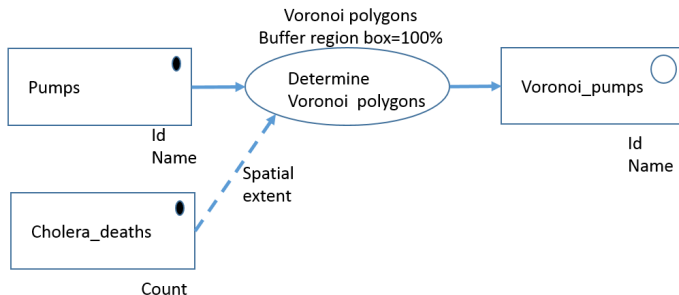 Voronoi polygons
Buffer region box=100%
Pumps
Determine
Voronoi polygons
Voronoi_pumps
Id
Name
Id
Name
Spatial
extent
Cholera_deaths
Count